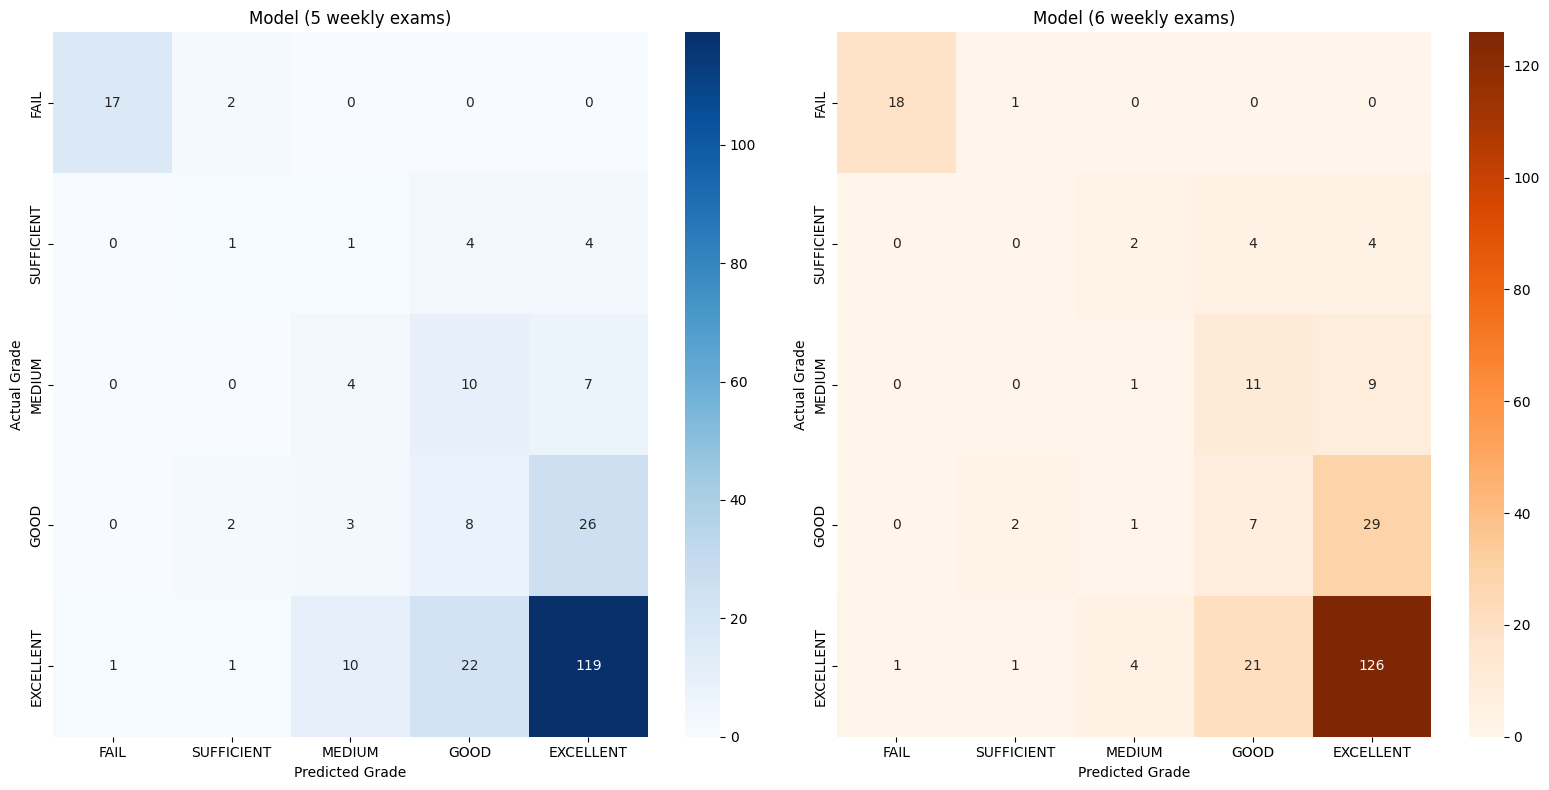 Model (5 weekly exams)
FAIL 17 2 0 0 0
SUFFICIENT 0 1 1 4 4
MEDIUM 0 0 4 10 7
GOOD 0 2 3 8 26
EXCELLENT 1 1 10 22 119
Actual Grade
FAIL SUFFICIENT MEDIUM GOOD EXCELLENT
Predicted Grade
100
80
60
40
20
0
Model (6 weekly exams)
FAIL 18 1 0 0 0
SUFFICIENT 0 0 2 4 4
MEDIUM 0 0 1 11 9
GOOD 0 2 1 7 29
EXCELLENT 1 1 4 21 126
Actual Grade
FAIL SUFFICIENT MEDIUM GOOD EXCELLENT
Predicted Grade
120
100
80
60
40
20
0